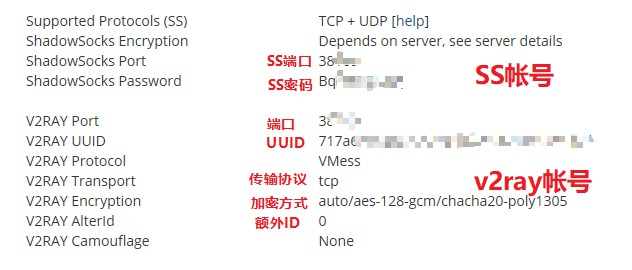 Supported Protocols (SS) TCP + UDP [help]
ShadowSocks Encryption Depends on server, see server details
ShadowSocks Port SS端口 38
ShadowSocks Password SS密码 Bq
SS帐号
V2RAY Port 端口 38
V2RAY UUID UUID 717a6
V2RAY Protocol VMess
V2RAY Transport 传输协议 tcp
v2ray帐号
V2RAY Encryption 加密方式 auto/aes-128-gcm/chacha20-poly1305
V2RAY AlterId 额外ID 0
V2RAY Camouflage None